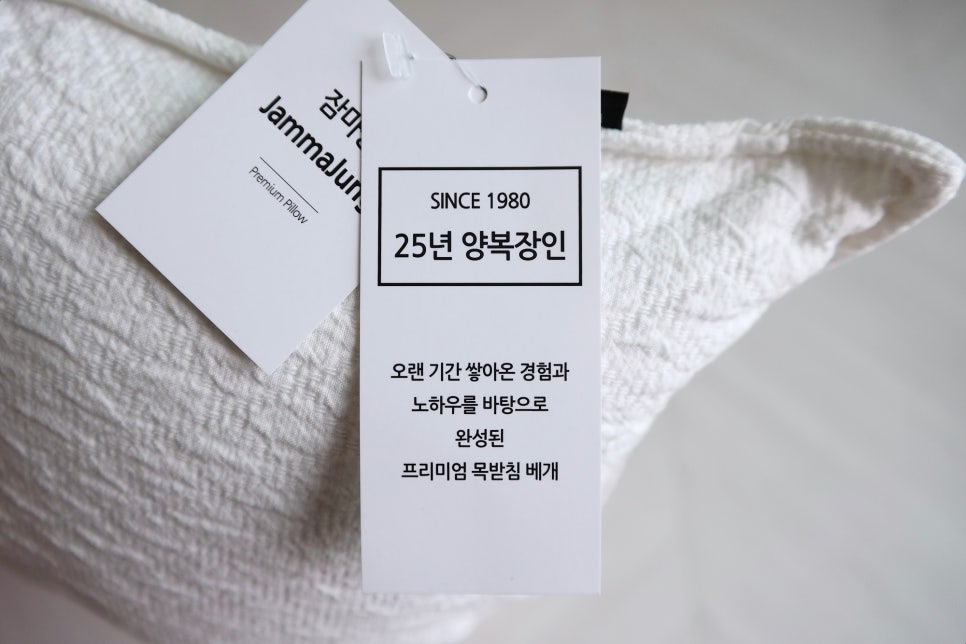 JammaJung
Premium Pillow
SINCE 1980
25년 양복장인
오랜 기간 쌓아온 경험과
노하우를 바탕으로
완성된
프리미엄 목받침 베개